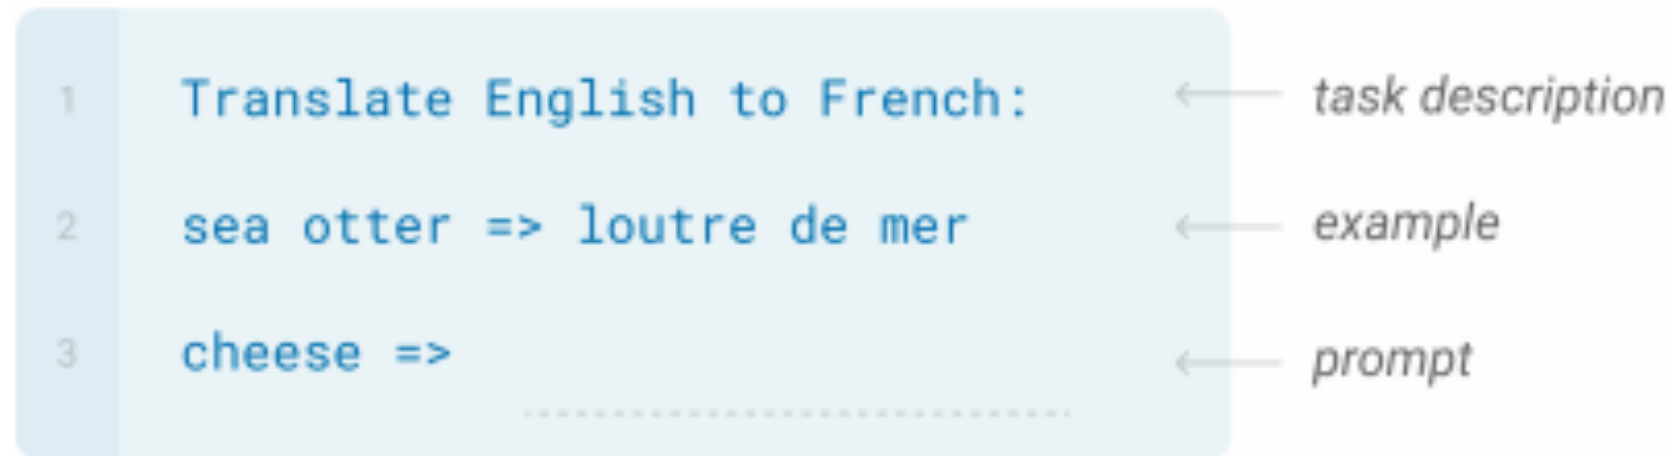 1 Translate English to French: task description
2 sea otter => loutre de mer example
3 cheese => prompt